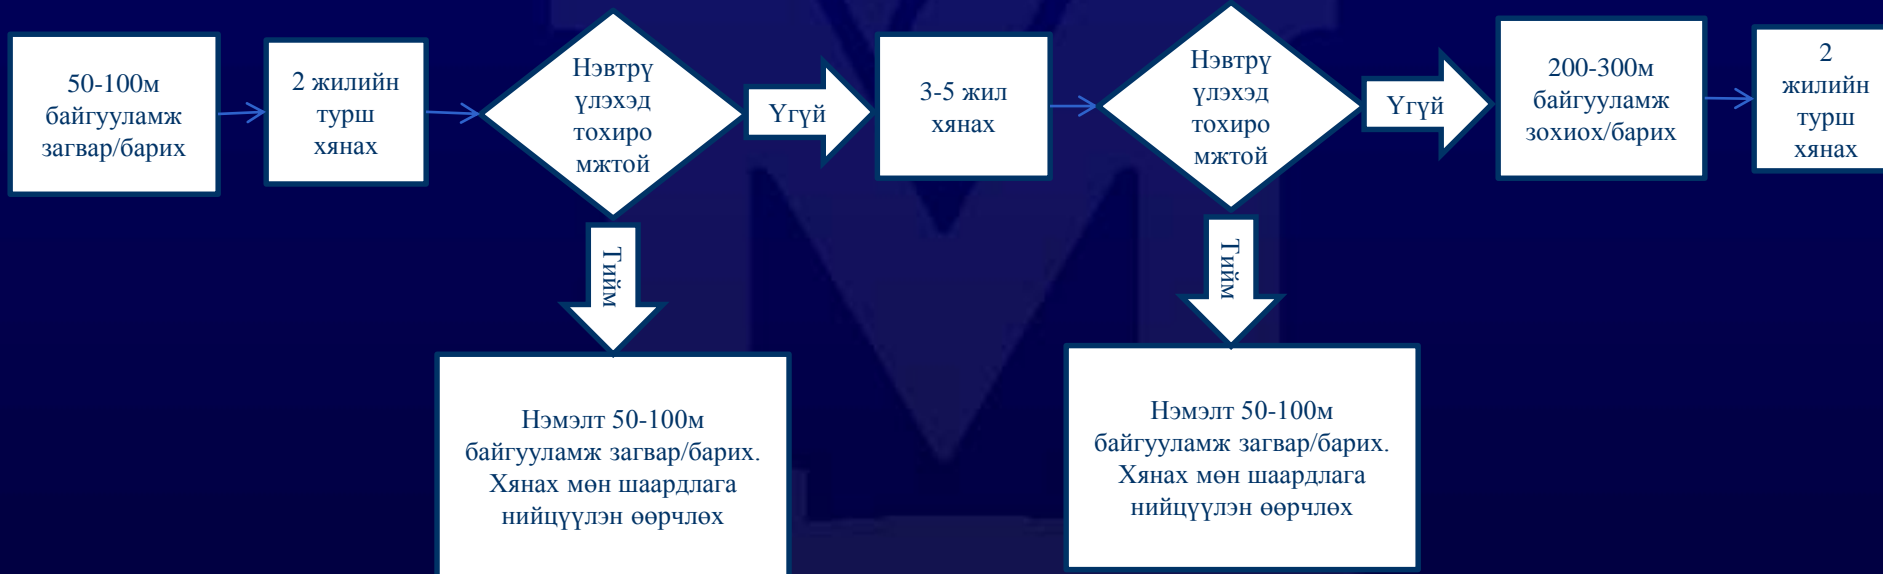 50-100м
байгууламж
загвар/барих
2 жилийн
турш
хянах
Нэвтрү
үлэхэд
тохиро
мжтой
Үгүй
3-5 жил
хянах
Нэвтрү
үлэхэд
тохиро
мжтой
Үгүй
200-300м
байгууламж
зохиох/барих
2
жилийн
турш
хянах
Тийм
Тийм
Нэмэлт 50-100м
байгууламж загвар/барих.
Хянах мөн шаардлага
нийцүүлэн өөрчлөх
Нэмэлт 50-100м
байгууламж загвар/барих.
Хянах мөн шаардлага
нийцүүлэн өөрчлөх